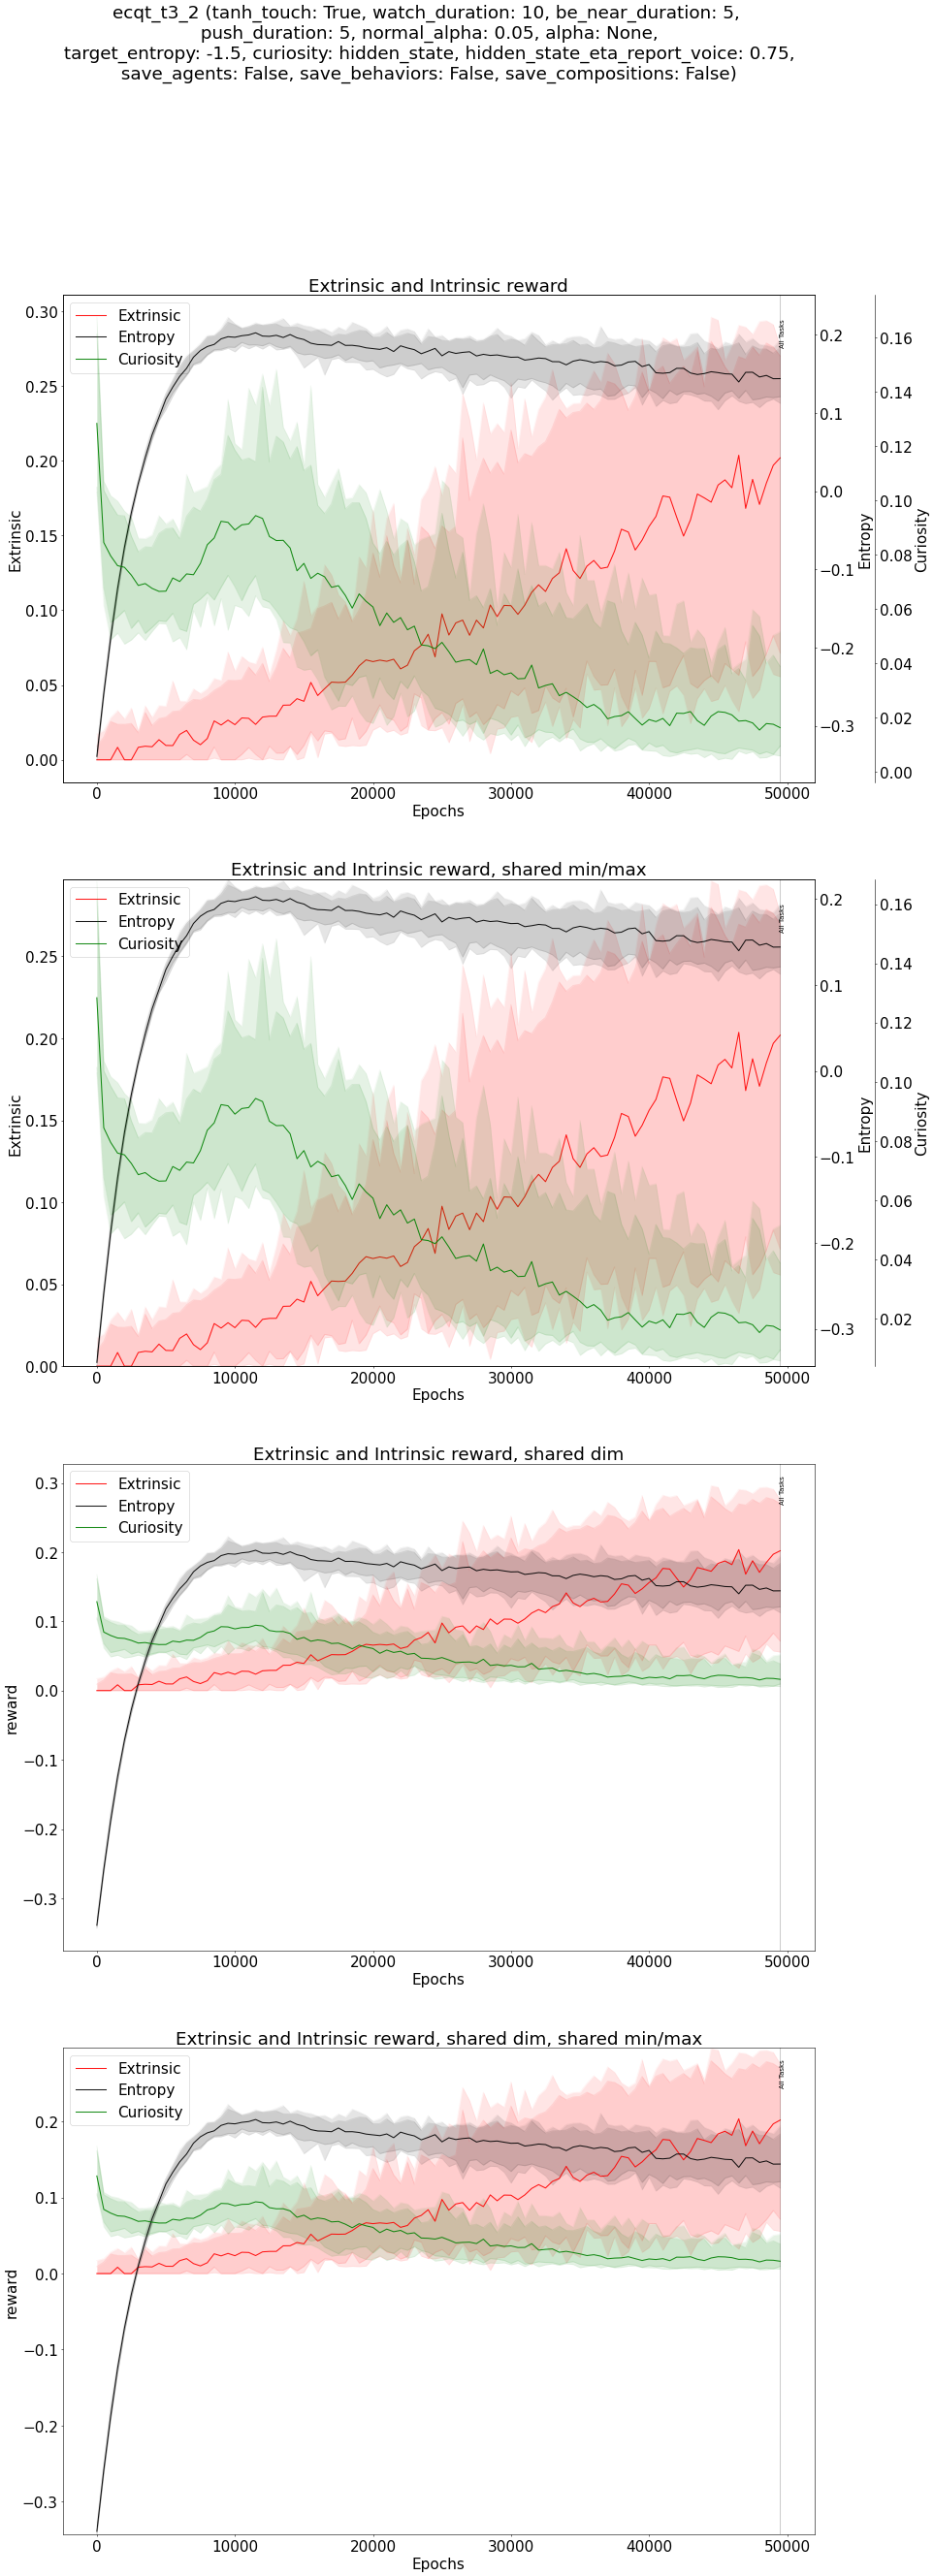 ecqt_t3_2 (tanh_touch: True, watch_duration: 10, be_near_duration: 5,
push_duration: 5, normal_alpha: 0.05, alpha: None,
target_entropy: -1.5, curiosity: hidden_state, hidden_state_eta_report_voice: 0.75,
save_agents: False, save_behaviors: False, save_compositions: False)
Extrinsic and Intrinsic reward
Extrinsic
Entropy
Curiosity
All Tasks
0.30
0.25
0.20
0.15
0.10
0.05
0.00
Extrinsic
0.2
0.1
0.0
−0.1
−0.2
−0.3
Entropy
0.16
0.14
0.12
0.10
0.08
0.06
0.04
0.02
0.00
Curiosity
0 10000 20000 30000 40000 50000
Epochs
Extrinsic and Intrinsic reward, shared min/max
Extrinsic
Entropy
Curiosity
All Tasks
0.25
0.20
0.15
0.10
0.05
0.00
Extrinsic
0.2
0.1
0.0
−0.1
−0.2
−0.3
Entropy
0.16
0.14
0.12
0.10
0.08
0.06
0.04
0.02
Curiosity
0 10000 20000 30000 40000 50000
Epochs
Extrinsic and Intrinsic reward, shared dim
Extrinsic
Entropy
Curiosity
All Tasks
0.3
0.2
0.1
0.0
−0.1
−0.2
−0.3
reward
0 10000 20000 30000 40000 50000
Epochs
Extrinsic and Intrinsic reward, shared dim, shared min/max
Extrinsic
Entropy
Curiosity
All Tasks
0.2
0.1
0.0
−0.1
−0.2
−0.3
reward
0 10000 20000 30000 40000 50000
Epochs